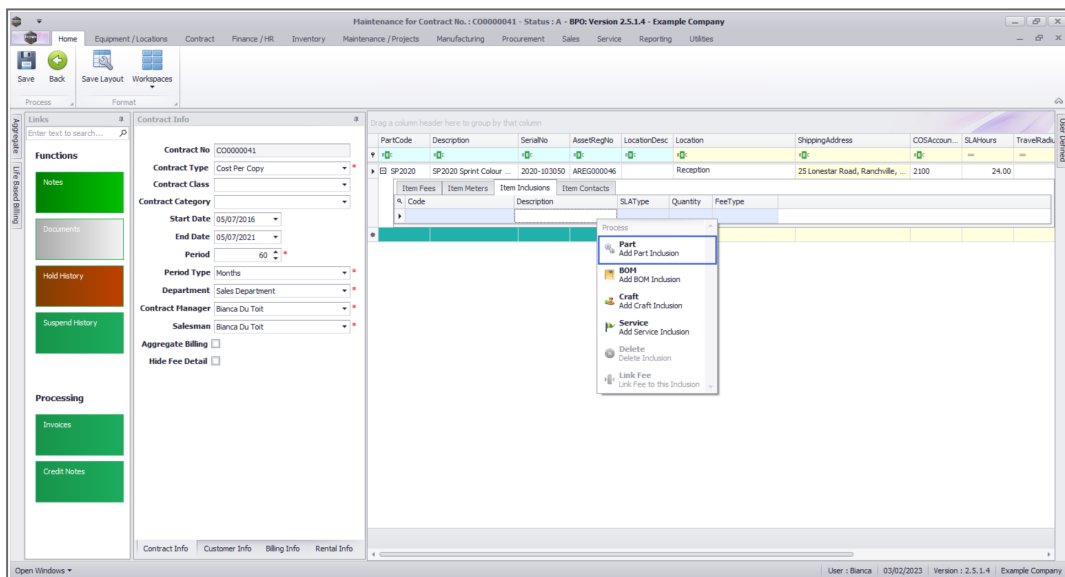 Maintenance for Contract No. : CO0000041 - Status : A - BPO: Version 2.5.1.4 - Example Company
Home Equipment / Locations Contract Finance / HR Inventory Maintenance / Projects Manufacturing Procurement Sales Service Reporting Utilities
Save Back Save Layout Workspaces
Process Format
Aggregate
Life Based Billing
Links
Enter text to search...
Functions
Notes
Documents
Hold History
Suspend History
Processing
Invoices
Credit Notes
Contract Info
Contract No CO0000041
Contract Type Cost Per Copy *
Contract Class
Contract Category
Start Date 05/07/2016
End Date 05/07/2021
Period 60 *
Period Type Months *
Department Sales Department *
Contract Manager Bianca Du Toit *
Salesman Bianca Du Toit *
Aggregate Billing
Hide Fee Detail
Contract Info Customer Info Billing Info Rental Info
Drag a column header here to group by that column
PartCode Description SerialNo AssetRegNo LocationDesc Location ShippingAddress COSAccoun... SLAHours TravelRadiu
SP2020 SP2020 Sprint Colour ... 2020-103050 AREG000046 Reception 25 Lonestar Road, Ranchville, ... 2100 24.00
Item Fees Item Meters Item Inclusions Item Contacts
Code Description SLAType Quantity FeeType
Process
Part
Add Part Inclusion
BOM
Add BOM Inclusion
Craft
Add Craft Inclusion
Service
Add Service Inclusion
Delete
Delete Inclusion
Link Fee
Link Fee to this Inclusion
User Defined
Open Windows
User : Bianca 03/02/2023 Version : 2.5.1.4 Example Company